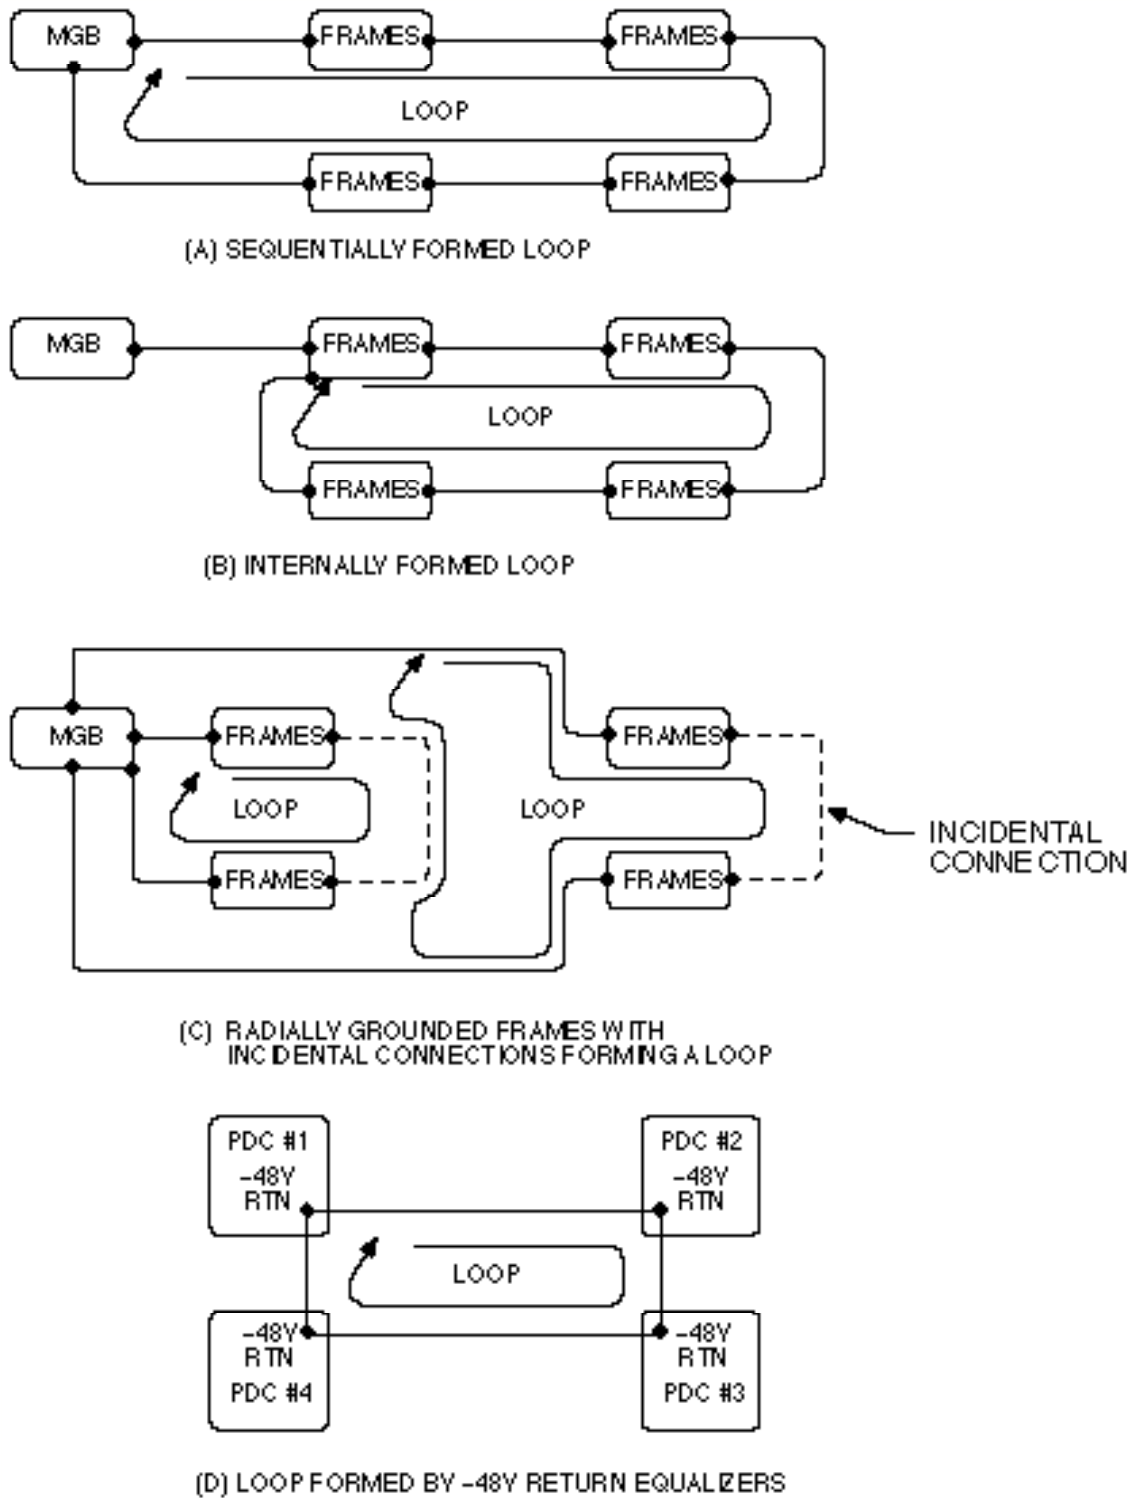 MGB FRAMES FRAMES
LOOP
FRAMES FRAMES
(A) SEQUENTIALLY FORMED LOOP
MGB FRAMES FRAMES
LOOP
FRAMES FRAMES
(B) INTERNALLY FORMED LOOP
MGB FRAMES FRAMES
LOOP LOOP
INCIDENTAL
CONNECTION
FRAMES FRAMES
(C) RADIALLY GROUNDED FRAMES WITH
INCIDENTAL CONNECTIONS FORMING A LOOP
PDC #1 PDC #2
-48V -48V
RTN RTN
LOOP
-48V -48V
RTN RTN
PDC #4 PDC #3
(D) LOOP FORMED BY -48V RETURN EQUALIZERS